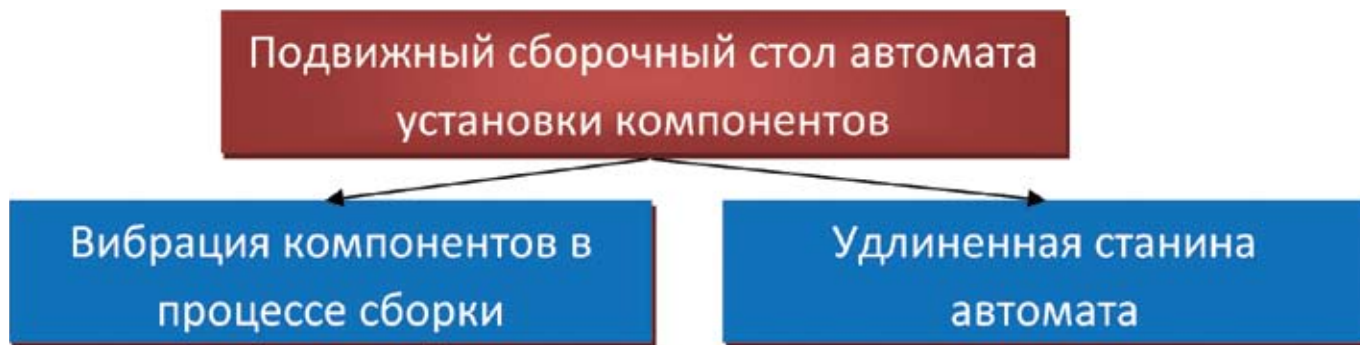 Подвижный сборочный стол автомата
установки компонентов
Вибрация компонентов в
процессе сборки
Удлиненная станина
автомата